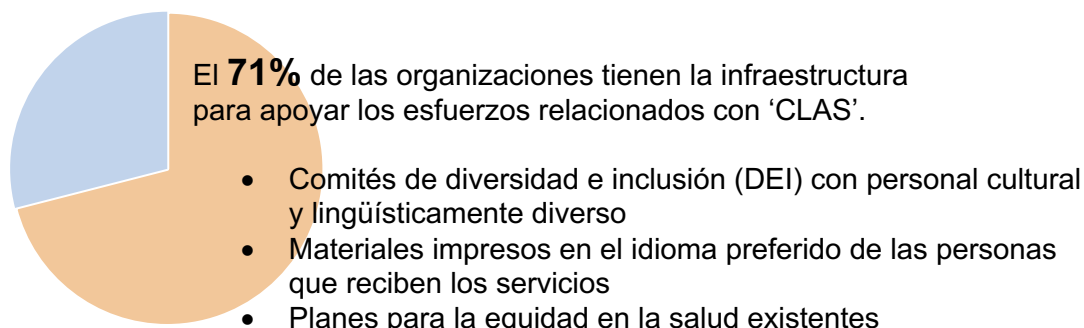 El 71% de las organizaciones tienen la infraestructura
para apoyar los esfuerzos relacionados con ‘CLAS’.
• Comités de diversidad e inclusión (DEI) con personal cultural
y lingüísticamente diverso
• Materiales impresos en el idioma preferido de las personas
que reciben los servicios
• Planes para la equidad en la salud existentes